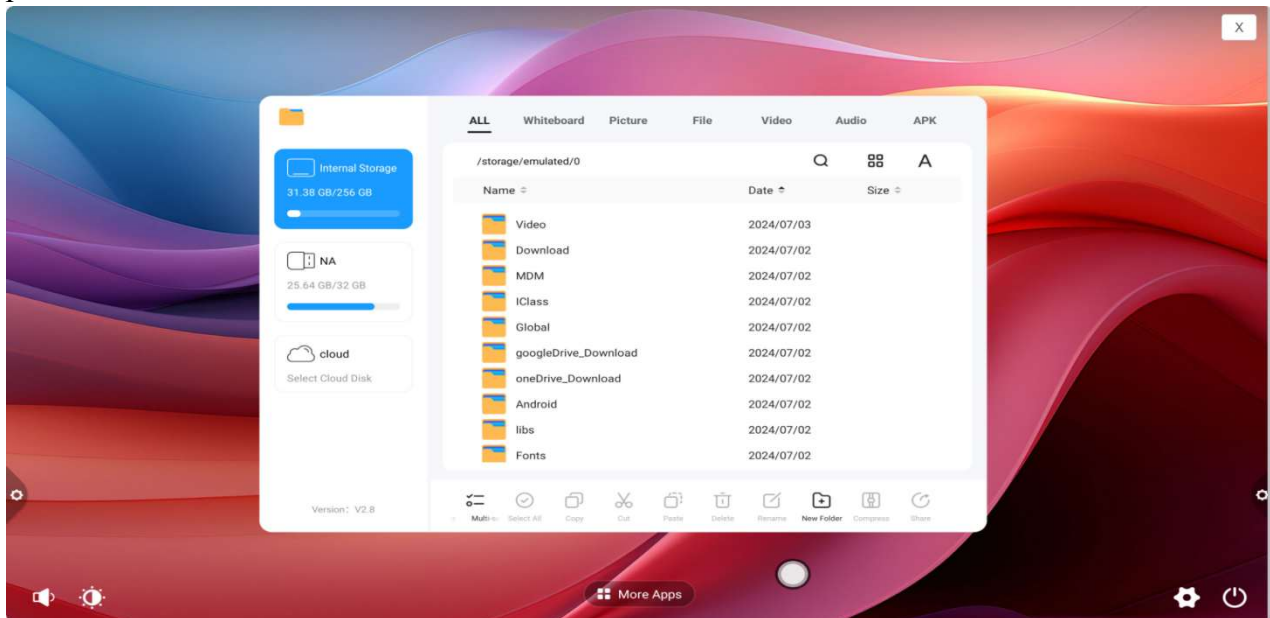 X
ALL Whiteboard Picture File Video Audio APK
Internal Storage
31.38 GB/256 GB
/storage/emulated/0
A
Name Date Size
Video 2024/07/03
Download 2024/07/02
NA
25.64 GB/32 GB
MDM 2024/07/02
IClass 2024/07/02
Global 2024/07/02
cloud
Select Cloud Disk
googleDrive_Download 2024/07/02
oneDrive_Download 2024/07/02
Android 2024/07/02
libs 2024/07/02
Fonts 2024/07/02
Version: V2.8
Multi Select All Copy Cut Paste Delete Rename New Folder Compress Share
More Apps